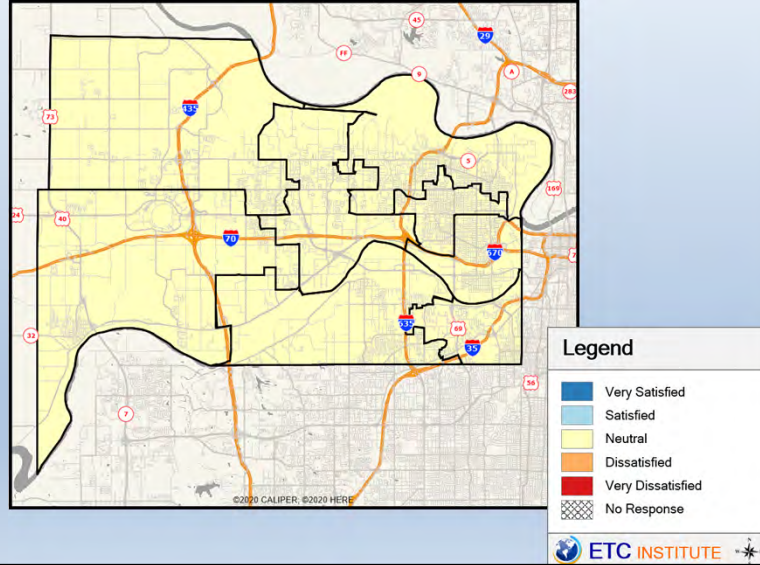 45
29
FF
9
A
283
435
73
5
169
24
40
70
670
7
32
635
69
35
56
7
©2020 CALIPER; ©2020 HERE
Legend
Very Satisfied
Satisfied
Neutral
Dissatisfied
Very Dissatisfied
No Response
ETC INSTITUTE